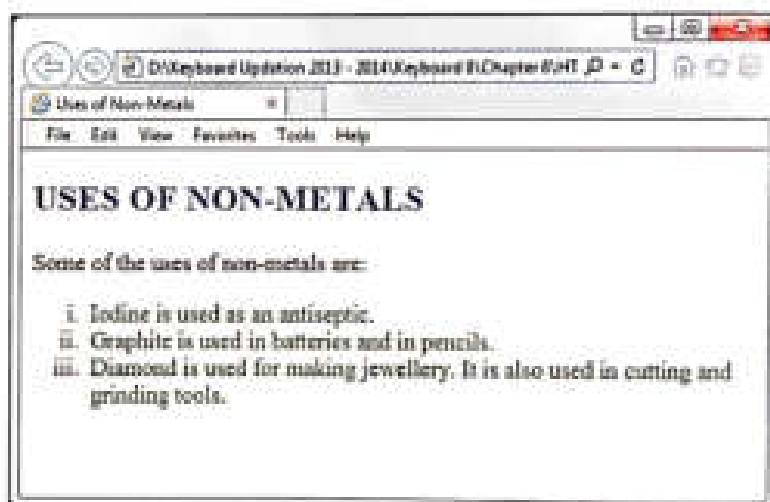 D:\Keyboard Updation 2013 - 2014\Keyboard 8\Chapter 8\HT
Uses of Non-Metals
File Edit View Favorites Tools Help
USES OF NON-METALS
Some of the uses of non-metals are:
i. Iodine is used as an antiseptic.
ii. Graphite is used in batteries and in pencils.
iii. Diamond is used for making jewellery. It is also used in cutting and
grinding tools.